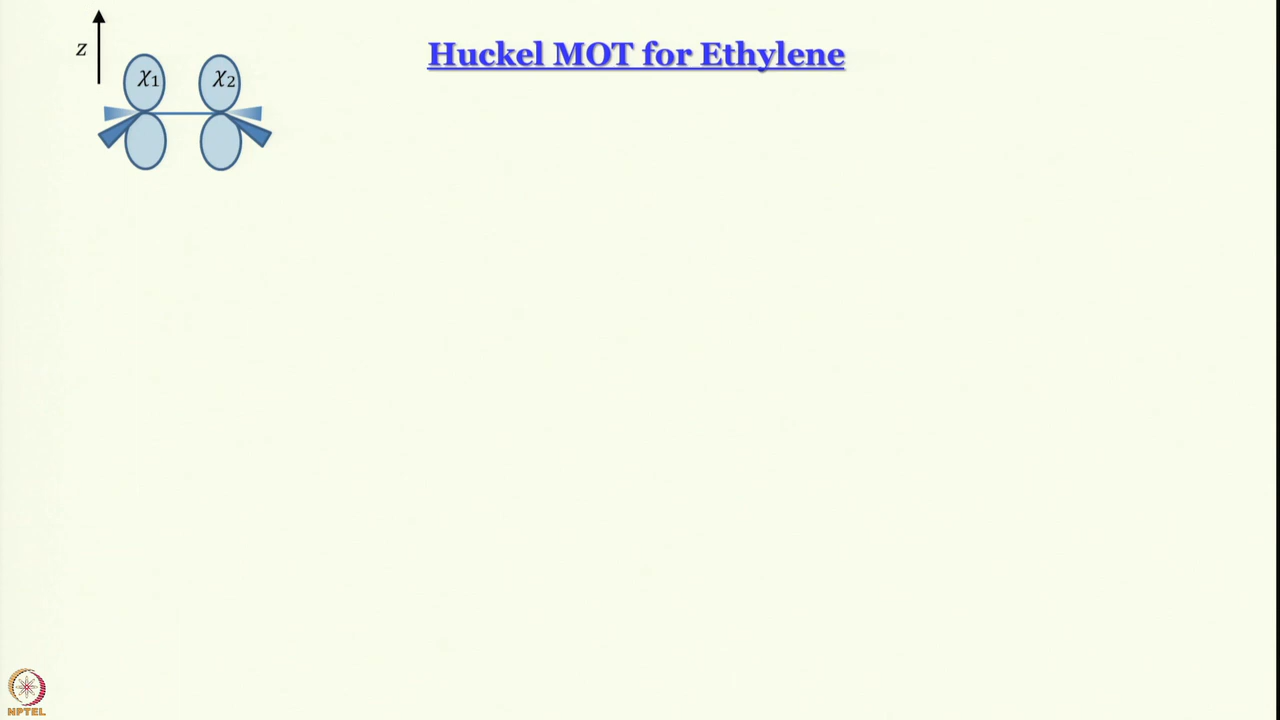 Huckel MOT for Ethylene
z
χ₁ χ₂
NPTEL